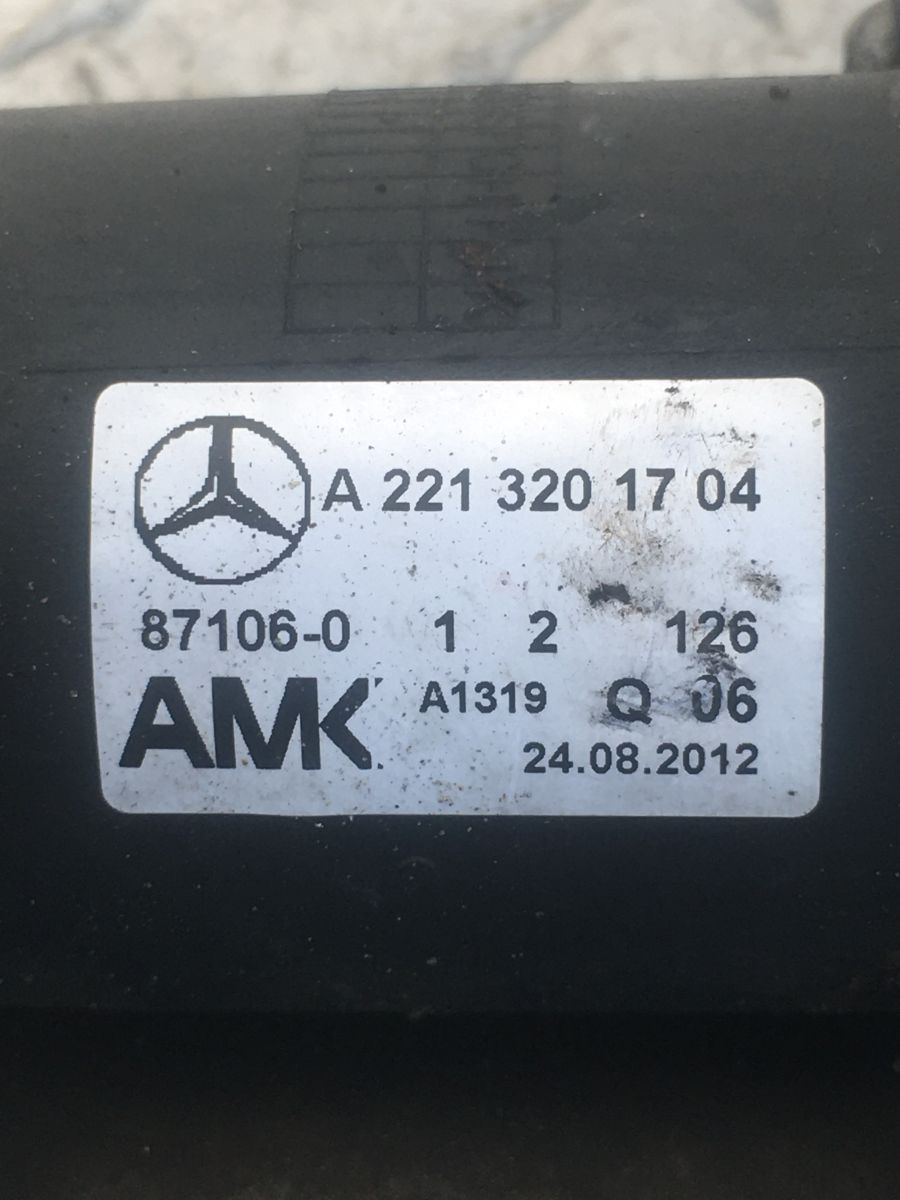 A 221 320 17 04
87106-0 1 2 126
AMK. A1319 Q 06
24.08.2012